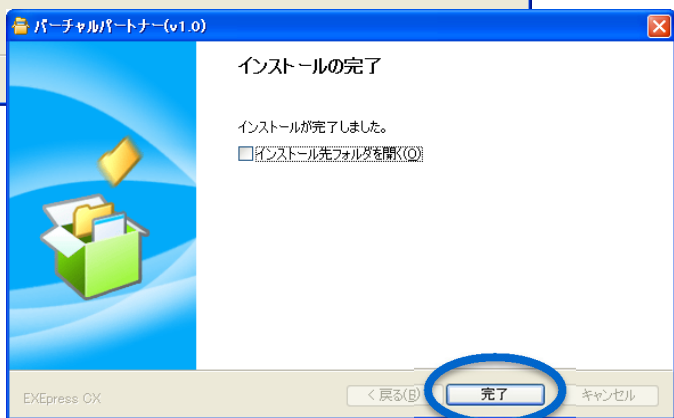 バーチャルパートナー(v1.0)
インストールの完了
インストールが完了しました。
インストール先フォルダを開く(O)
EXEpress CX
< 戻る(B)
完了
キャンセル